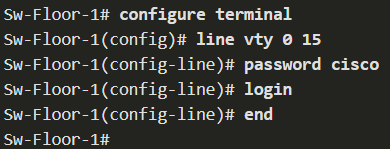 Sw-Floor-1# configure terminal
Sw-Floor-1(config)# line vty 0 15
Sw-Floor-1(config-line)# password cisco
Sw-Floor-1(config-line)# login
Sw-Floor-1(config-line)# end
Sw-Floor-1#